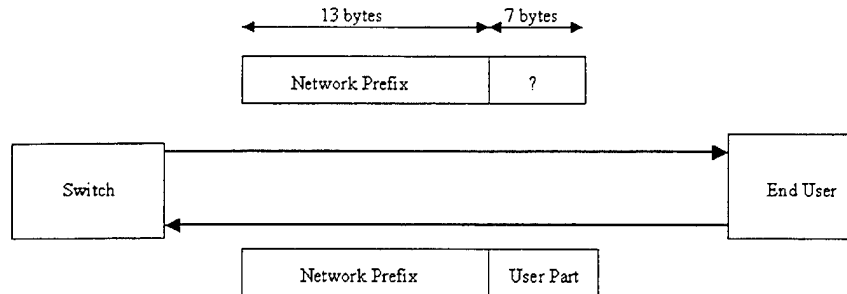 13 bytes 7 bytes
Network Prefix ?
Switch End User
Network Prefix User Part